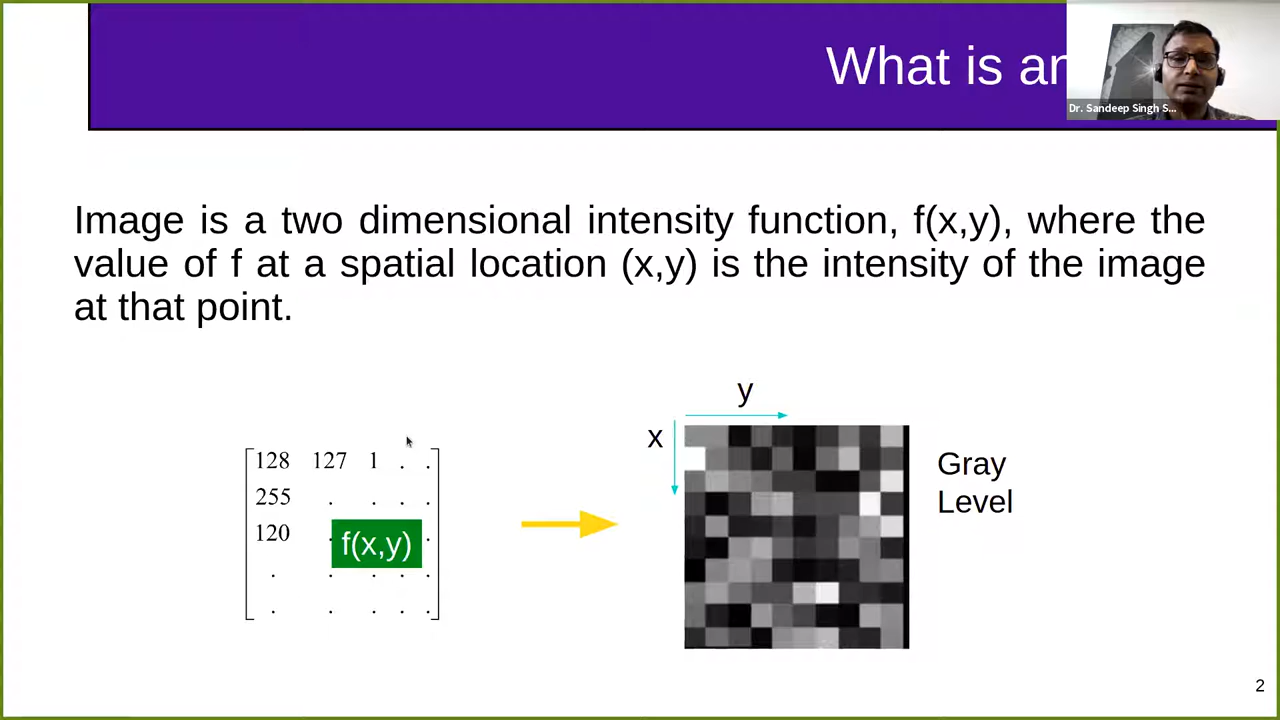 What is an
Dr. Sandeep Singh S...
Image is a two dimensional intensity function, f(x,y), where the
value of f at a spatial location (x,y) is the intensity of the image
at that point.
y
x
128 127 1 . .
255 . . . .
120 . .
f(x,y)
. . . . .
. . . . .
Gray
Level
2